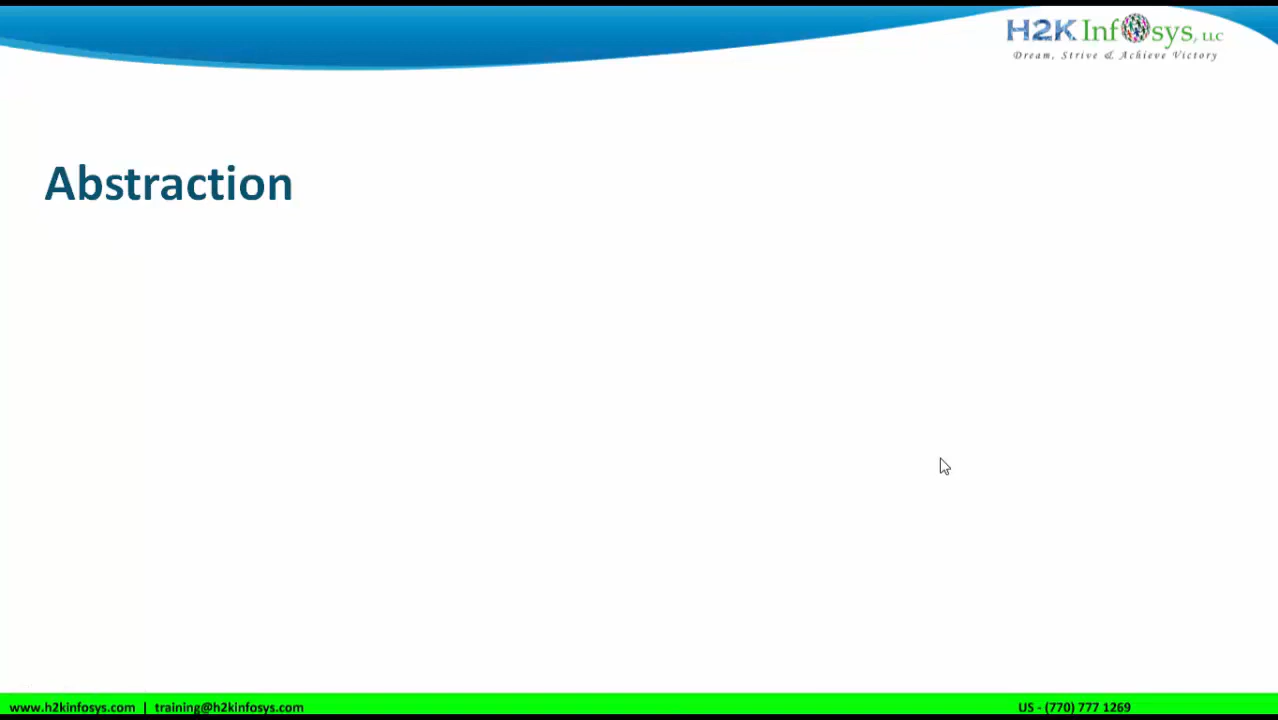 H2K Infosys, LLC
Dream, Strive & Achieve Victory
Abstraction
www.h2kinfosys.com | training@h2kinfosys.com
US - (770) 777 1269